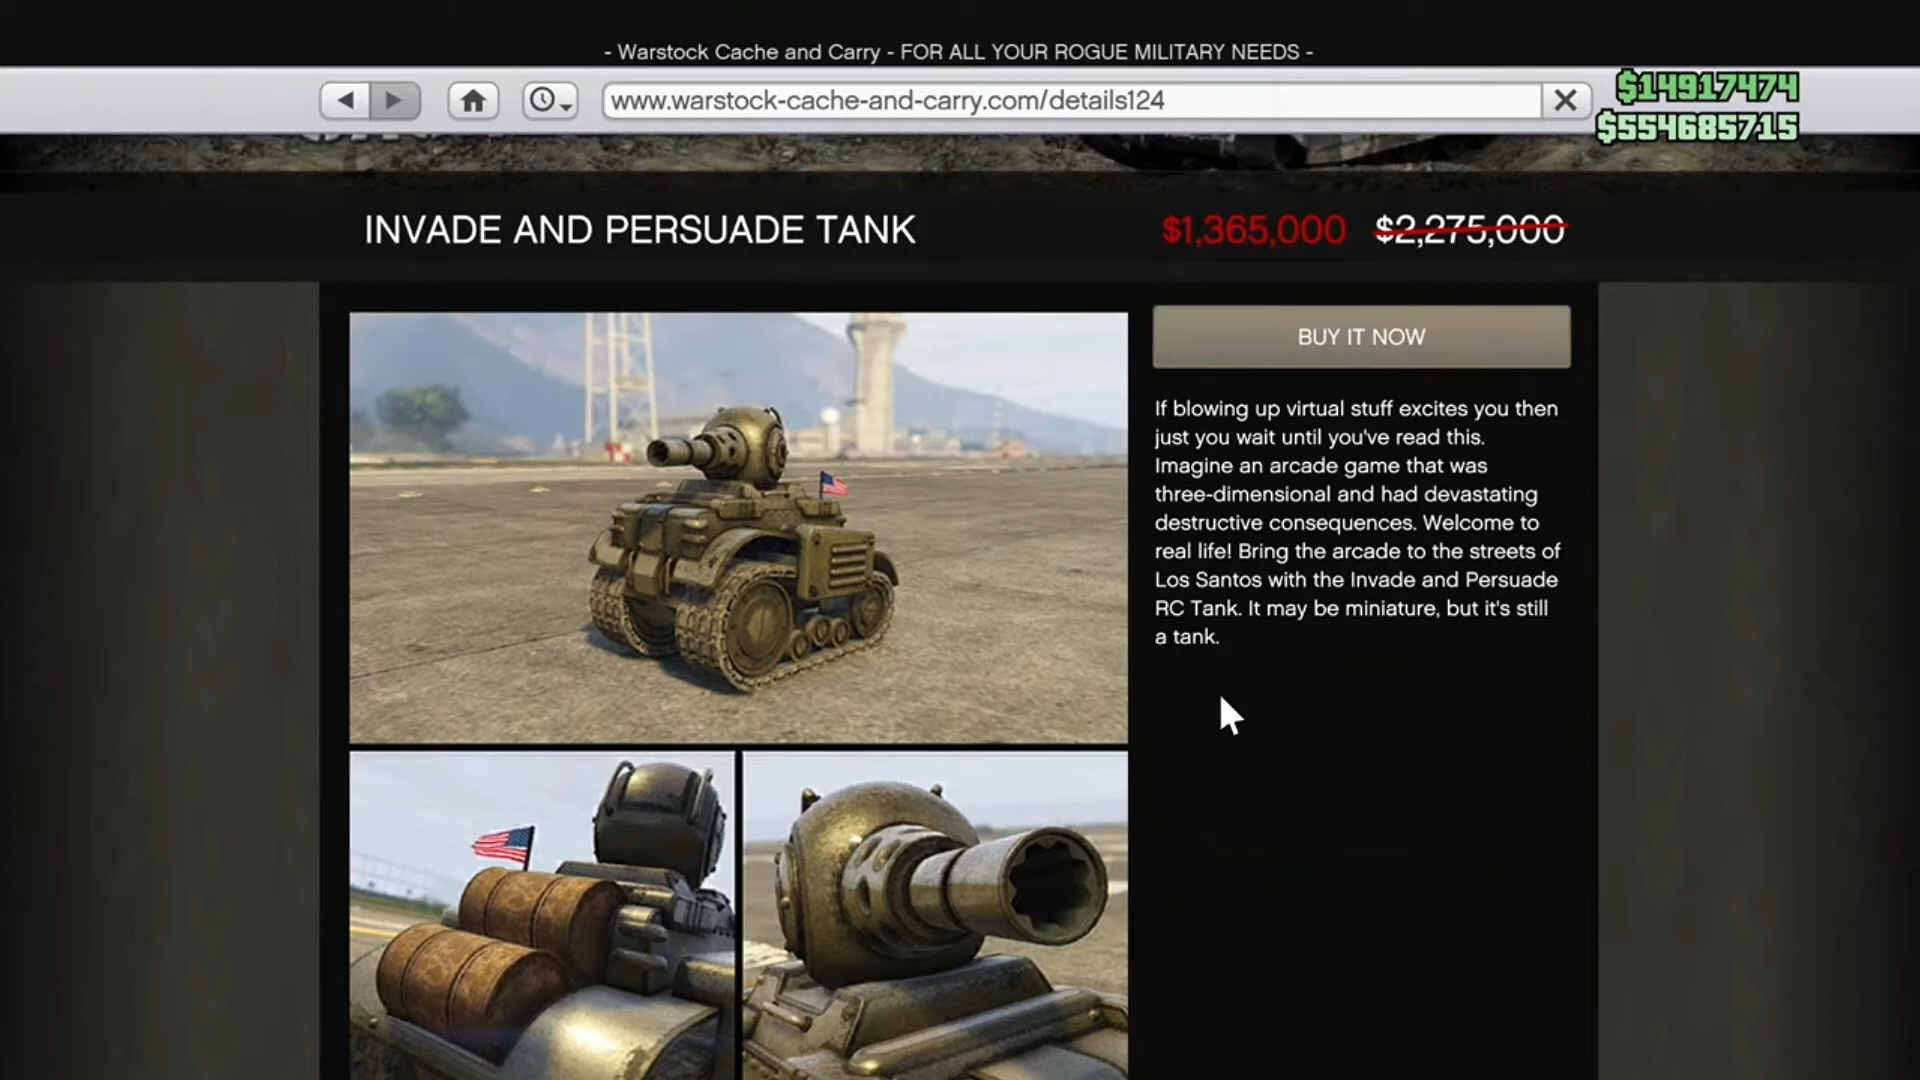 - Warstock Cache and Carry - FOR ALL YOUR ROGUE MILITARY NEEDS -
www.warstock-cache-and-carry.com/details124
$14917474
$554685715
INVADE AND PERSUADE TANK
$1,365,000 $2,275,000
BUY IT NOW
If blowing up virtual stuff excites you then
just you wait until you've read this.
Imagine an arcade game that was
three-dimensional and had devastating
destructive consequences. Welcome to
real life! Bring the arcade to the streets of
Los Santos with the Invade and Persuade
RC Tank. It may be miniature, but it's still
a tank.